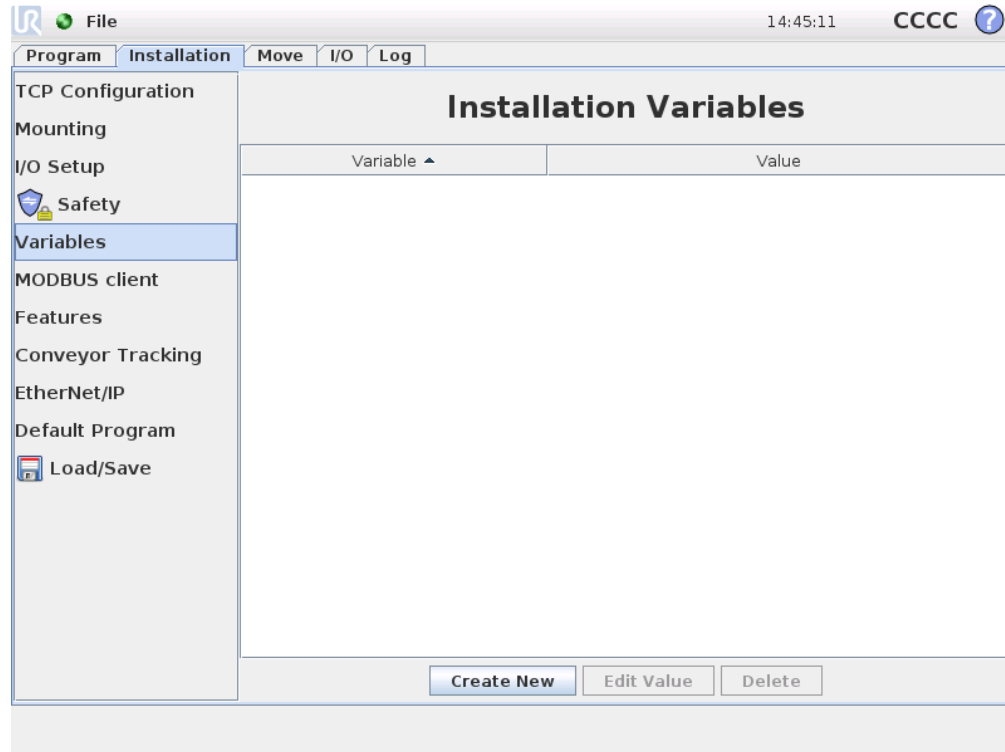 UR File 14:45:11 CCCC ?
Program Installation Move I/O Log
TCP Configuration
Mounting
I/O Setup
Safety
Variables
MODBUS client
Features
Conveyor Tracking
EtherNet/IP
Default Program
Load/Save
Installation Variables
Variable Value
Create New Edit Value Delete